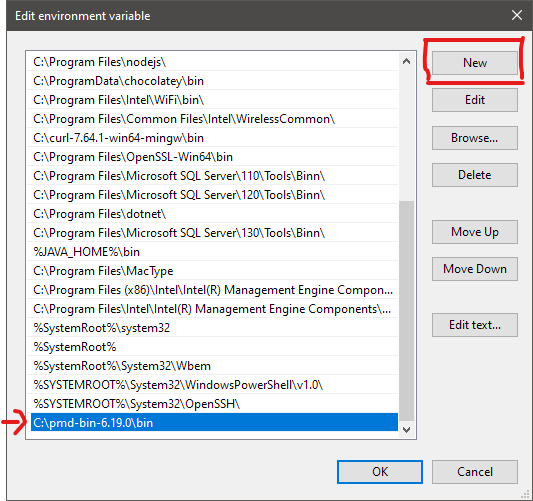 Edit environment variable
C:\Program Files\nodejs\
C:\ProgramData\chocolatey\bin
C:\Program Files\Intel\WiFi\bin\
C:\Program Files\Common Files\Intel\WirelessCommon\
C:\curl-7.64.1-win64-mingw\bin
C:\Program Files\OpenSSL-Win64\bin
C:\Program Files\Microsoft SQL Server\110\Tools\Binn\
C:\Program Files\Microsoft SQL Server\120\Tools\Binn\
C:\Program Files\dotnet\
C:\Program Files\Microsoft SQL Server\130\Tools\Binn\
%JAVA_HOME%\bin
C:\Program Files\MacType
C:\Program Files (x86)\Intel\Intel(R) Management Engine Compon...
C:\Program Files\Intel\Intel(R) Management Engine Components\...
%SystemRoot%\system32
%SystemRoot%
%SystemRoot%\System32\Wbem
%SYSTEMROOT%\System32\WindowsPowerShell\v1.0\
%SYSTEMROOT%\System32\OpenSSH\
C:\pmd-bin-6.19.0\bin
New
Edit
Browse...
Delete
Move Up
Move Down
Edit text...
OK
Cancel